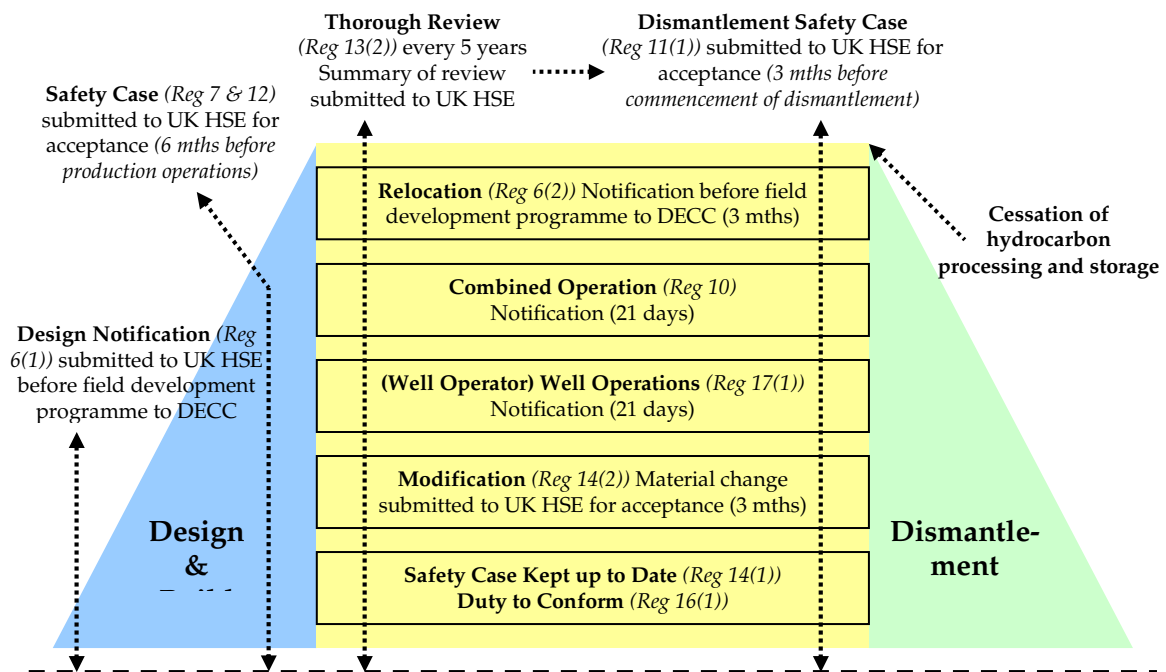 Thorough Review
(Reg 13(2)) every 5 years
Summary of review
submitted to UK HSE
Dismantlement Safety Case
(Reg 11(1)) submitted to UK HSE for
acceptance (3 mths before
commencement of dismantlement)
Safety Case (Reg 7 & 12)
submitted to UK HSE for
acceptance (6 mths before
production operations)
Relocation (Reg 6(2)) Notification before field
development programme to DECC (3 mths)
Cessation of
hydrocarbon
processing and storage
Combined Operation (Reg 10)
Notification (21 days)
Design Notification (Reg
6(1)) submitted to UK HSE
before field development
programme to DECC
(Well Operator) Well Operations (Reg 17(1))
Notification (21 days)
Modification (Reg 14(2)) Material change
submitted to UK HSE for acceptance (3 mths)
Design
&
Dismantle-
ment
Safety Case Kept up to Date (Reg 14(1))
Duty to Conform (Reg 16(1))